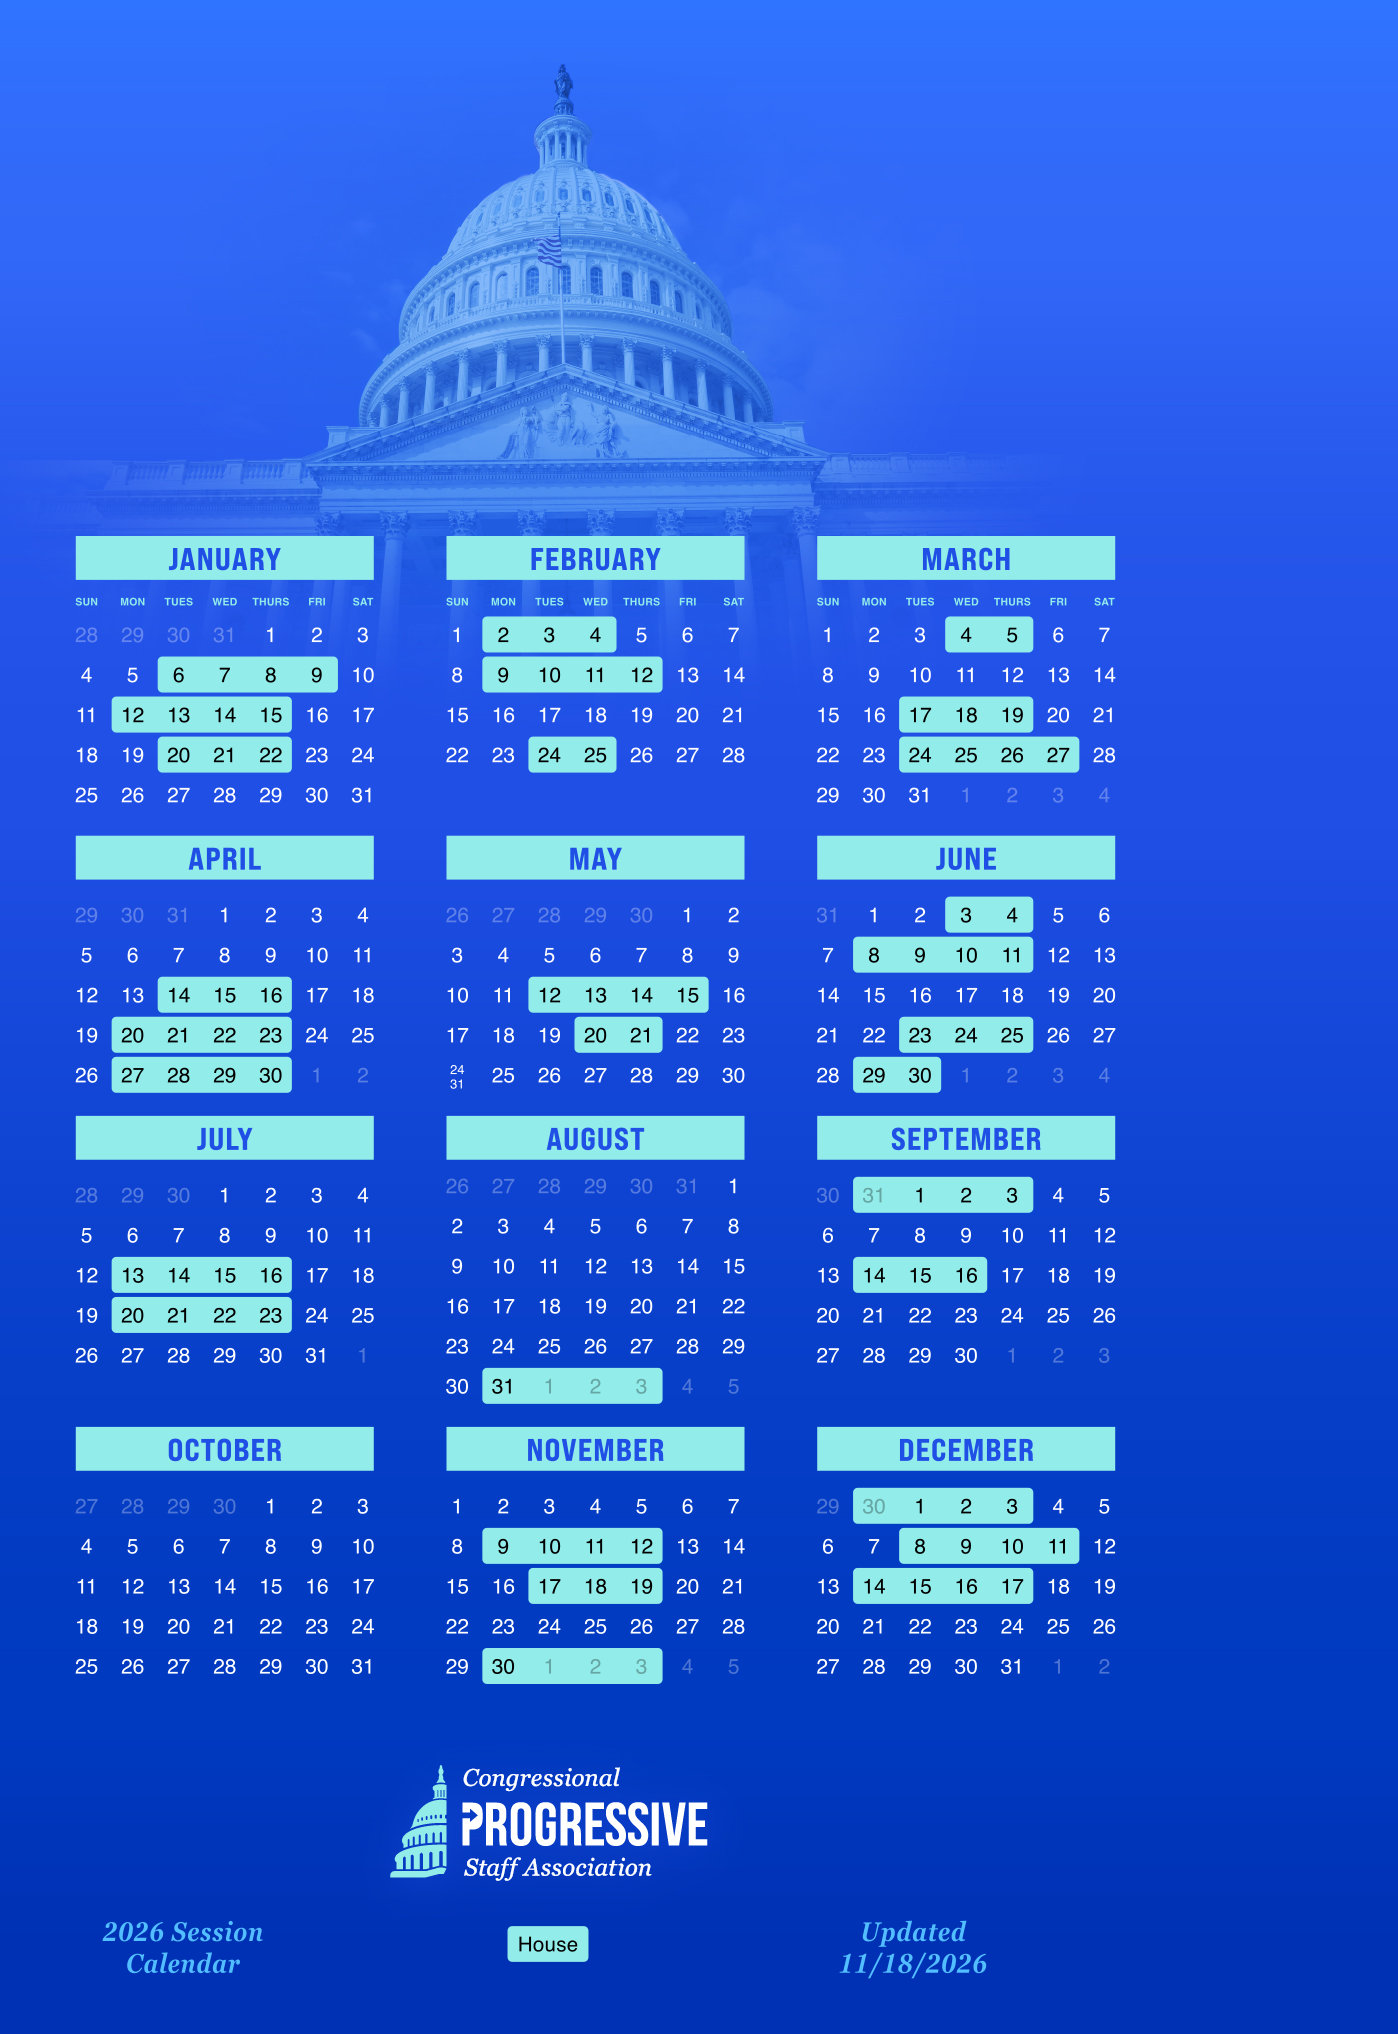 JANUARY
SUN MON TUES WED THURS FRI SAT
28 29 30 31 1 2 3
4 5 6 7 8 9 10
11 12 13 14 15 16 17
18 19 20 21 22 23 24
25 26 27 28 29 30 31
FEBRUARY
SUN MON TUES WED THURS FRI SAT
1 2 3 4 5 6 7
8 9 10 11 12 13 14
15 16 17 18 19 20 21
22 23 24 25 26 27 28
MARCH
SUN MON TUES WED THURS FRI SAT
1 2 3 4 5 6 7
8 9 10 11 12 13 14
15 16 17 18 19 20 21
22 23 24 25 26 27 28
29 30 31 1 2 3 4
APRIL
29 30 31 1 2 3 4
5 6 7 8 9 10 11
12 13 14 15 16 17 18
19 20 21 22 23 24 25
26 27 28 29 30 1 2
MAY
26 27 28 29 30 1 2
3 4 5 6 7 8 9
10 11 12 13 14 15 16
17 18 19 20 21 22 23
24
31 25 26 27 28 29 30
JUNE
31 1 2 3 4 5 6
7 8 9 10 11 12 13
14 15 16 17 18 19 20
21 22 23 24 25 26 27
28 29 30 1 2 3 4
JULY
28 29 30 1 2 3 4
5 6 7 8 9 10 11
12 13 14 15 16 17 18
19 20 21 22 23 24 25
26 27 28 29 30 31 1
AUGUST
26 27 28 29 30 31 1
2 3 4 5 6 7 8
9 10 11 12 13 14 15
16 17 18 19 20 21 22
23 24 25 26 27 28 29
30 31 1 2 3 4 5
SEPTEMBER
30 31 1 2 3 4 5
6 7 8 9 10 11 12
13 14 15 16 17 18 19
20 21 22 23 24 25 26
27 28 29 30 1 2 3
OCTOBER
27 28 29 30 1 2 3
4 5 6 7 8 9 10
11 12 13 14 15 16 17
18 19 20 21 22 23 24
25 26 27 28 29 30 31
NOVEMBER
1 2 3 4 5 6 7
8 9 10 11 12 13 14
15 16 17 18 19 20 21
22 23 24 25 26 27 28
29 30 1 2 3 4 5
DECEMBER
29 30 1 2 3 4 5
6 7 8 9 10 11 12
13 14 15 16 17 18 19
20 21 22 23 24 25 26
27 28 29 30 31 1 2
Congressional
PROGRESSIVE
Staff Association
2026 Session
Calendar
House
Updated
11/18/2026